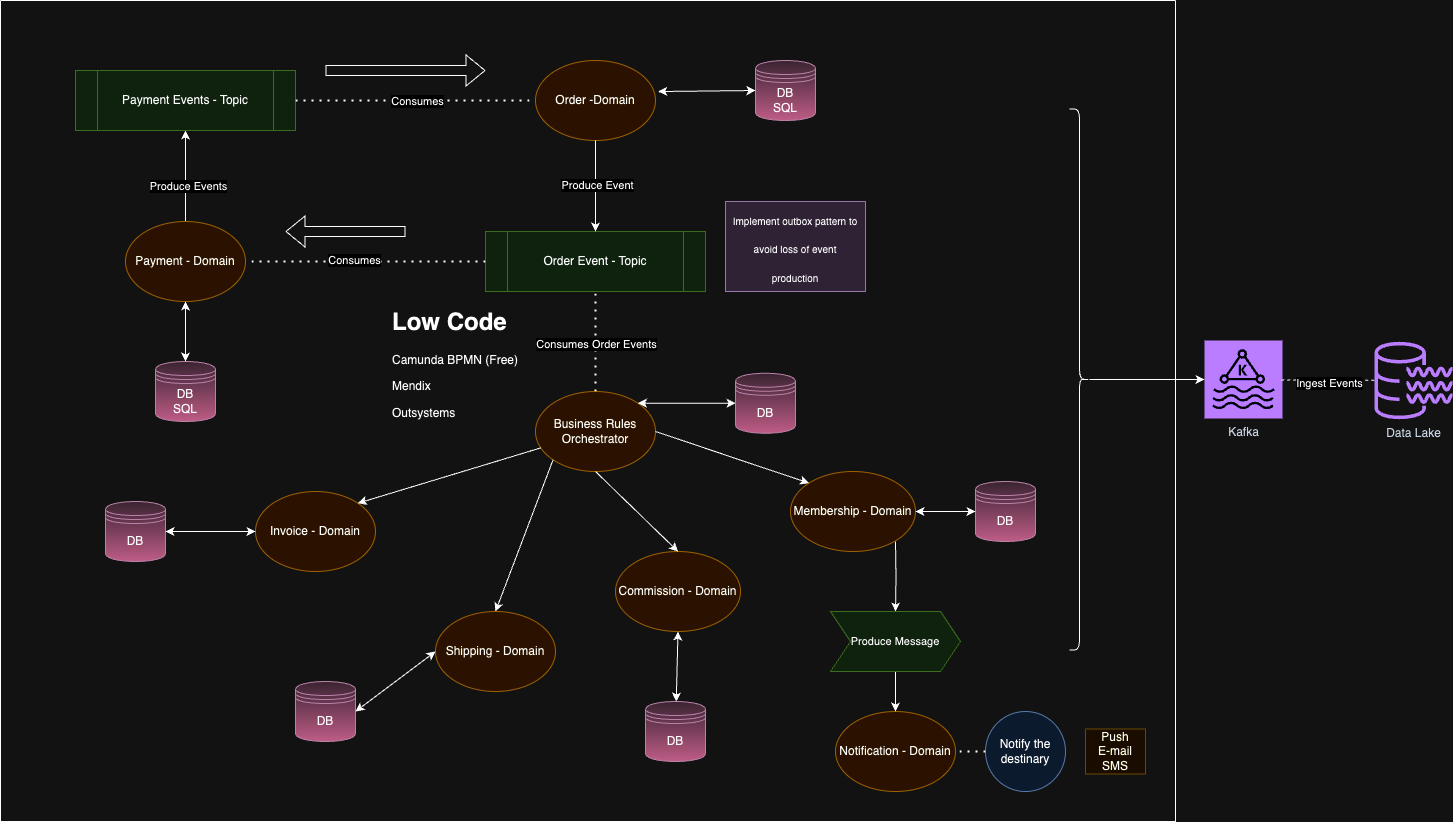 Payment Events - Topic
Consumes
Order -Domain
DB
SQL
Produce Events
Produce Event
Payment - Domain
Consumes
Order Event - Topic
Implement outbox pattern to
avoid loss of event
production
Low Code
Camunda BPMN (Free)
Mendix
Outsystems
Consumes Order Events
DB
SQL
Business Rules
Orchestrator
DB
K
Kafka
Ingest Events
Data Lake
DB
Invoice - Domain
Membership - Domain
DB
Commission - Domain
Shipping - Domain
Produce Message
DB
DB
Notification - Domain
Notify the
destinary
Push
E-mail
SMS